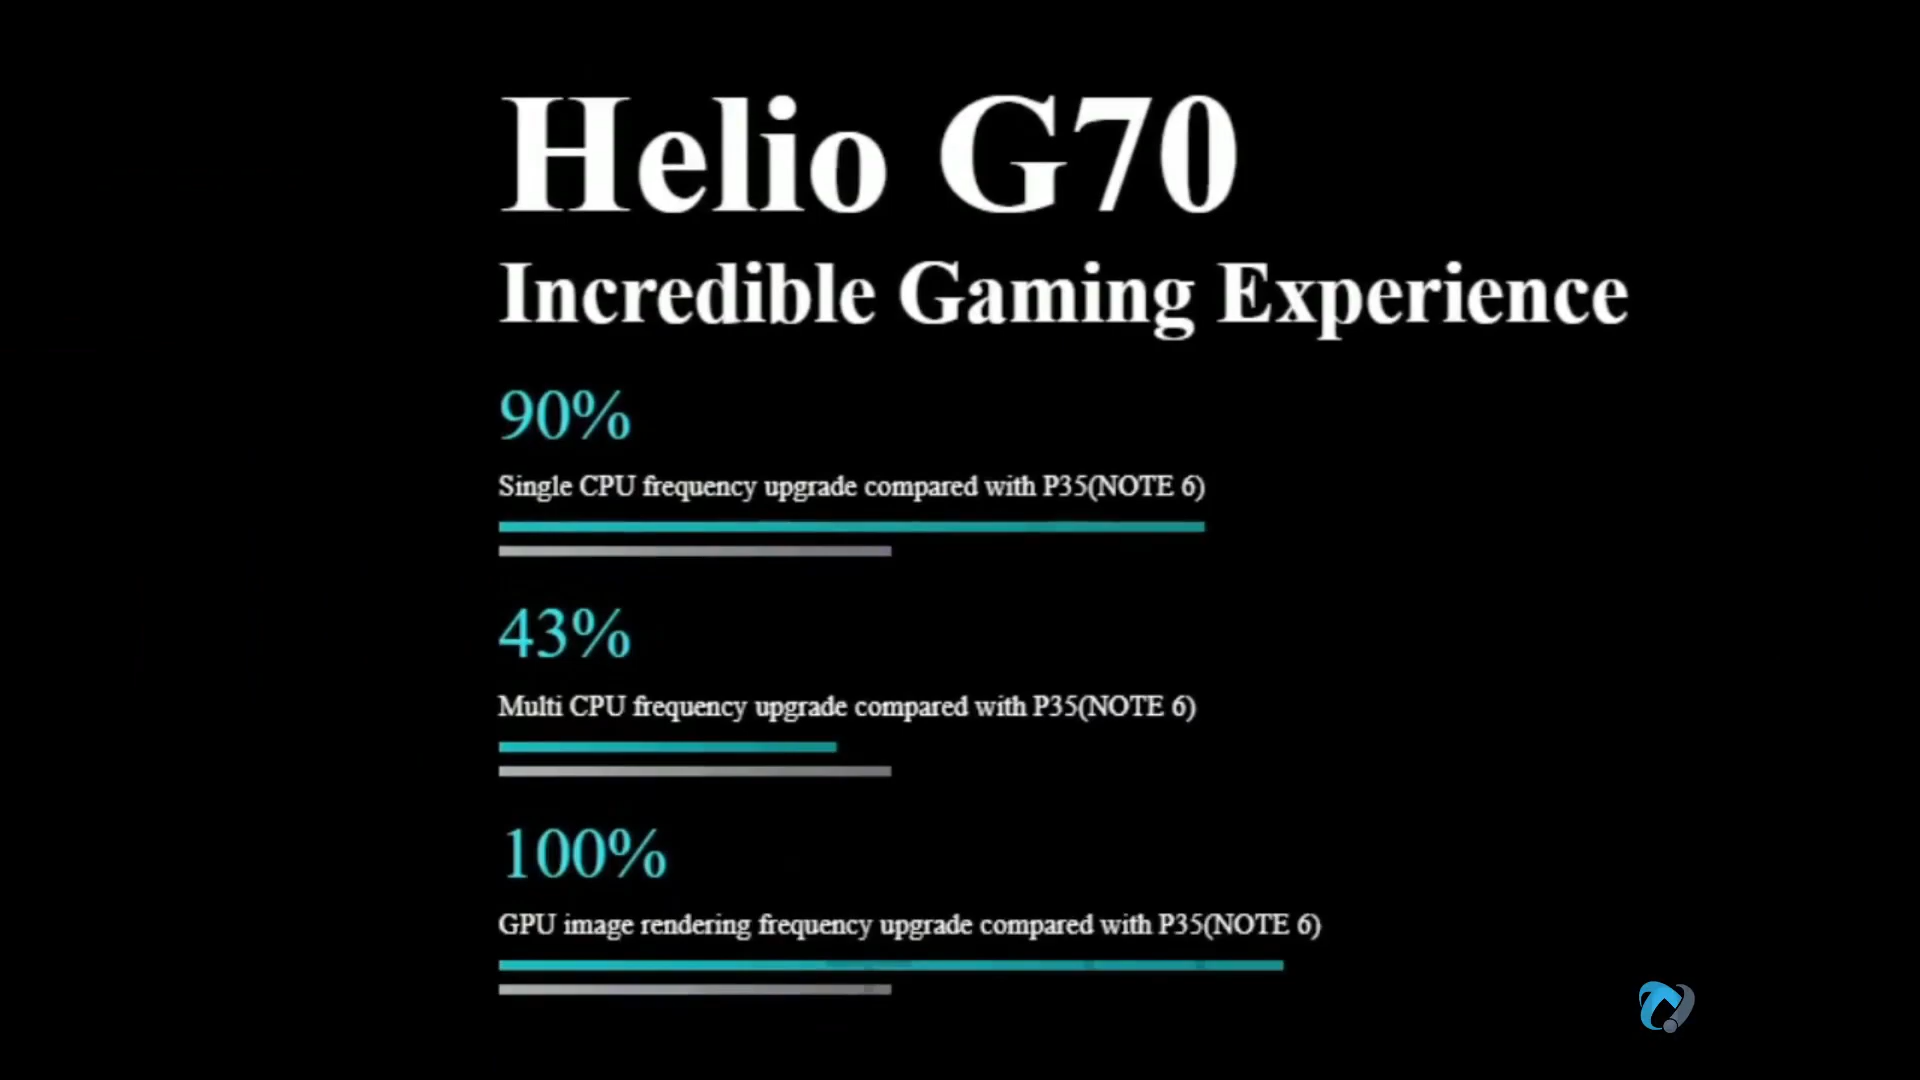 Helio G70
Incredible Gaming Experience
90%
Single CPU frequency upgrade compared with P35(NOTE 6)
43%
Multi CPU frequency upgrade compared with P35(NOTE 6)
100%
GPU image rendering frequency upgrade compared with P35(NOTE 6)